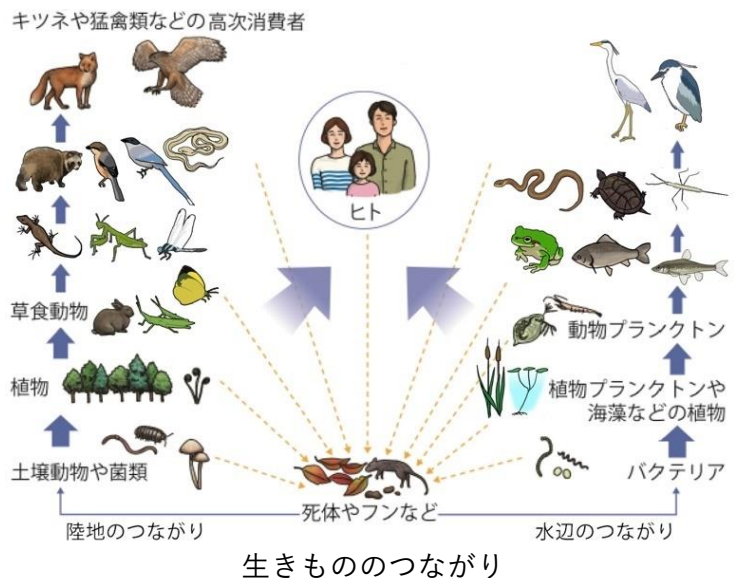 キツネや猛禽類などの高次消費者
ヒト
草食動物
動物プランクトン
植物
植物プランクトンや
海藻などの植物
土壌動物や菌類
バクテリア
死体やフンなど
陸地のつながり
水辺のつながり
生きもののつながり